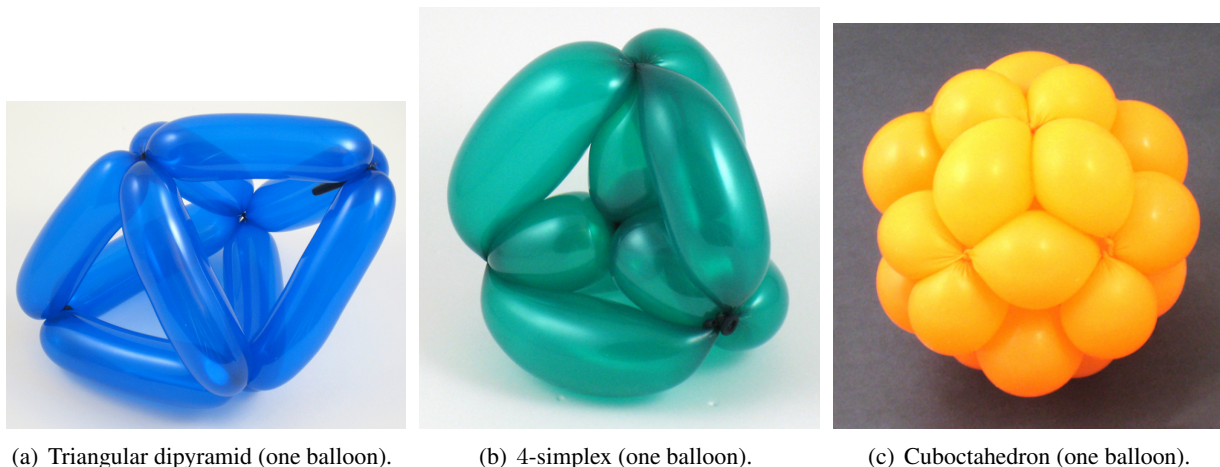 (a) Triangular dipyramid (one balloon).
(b) 4-simplex (one balloon).
(c) Cuboctahedron (one balloon).